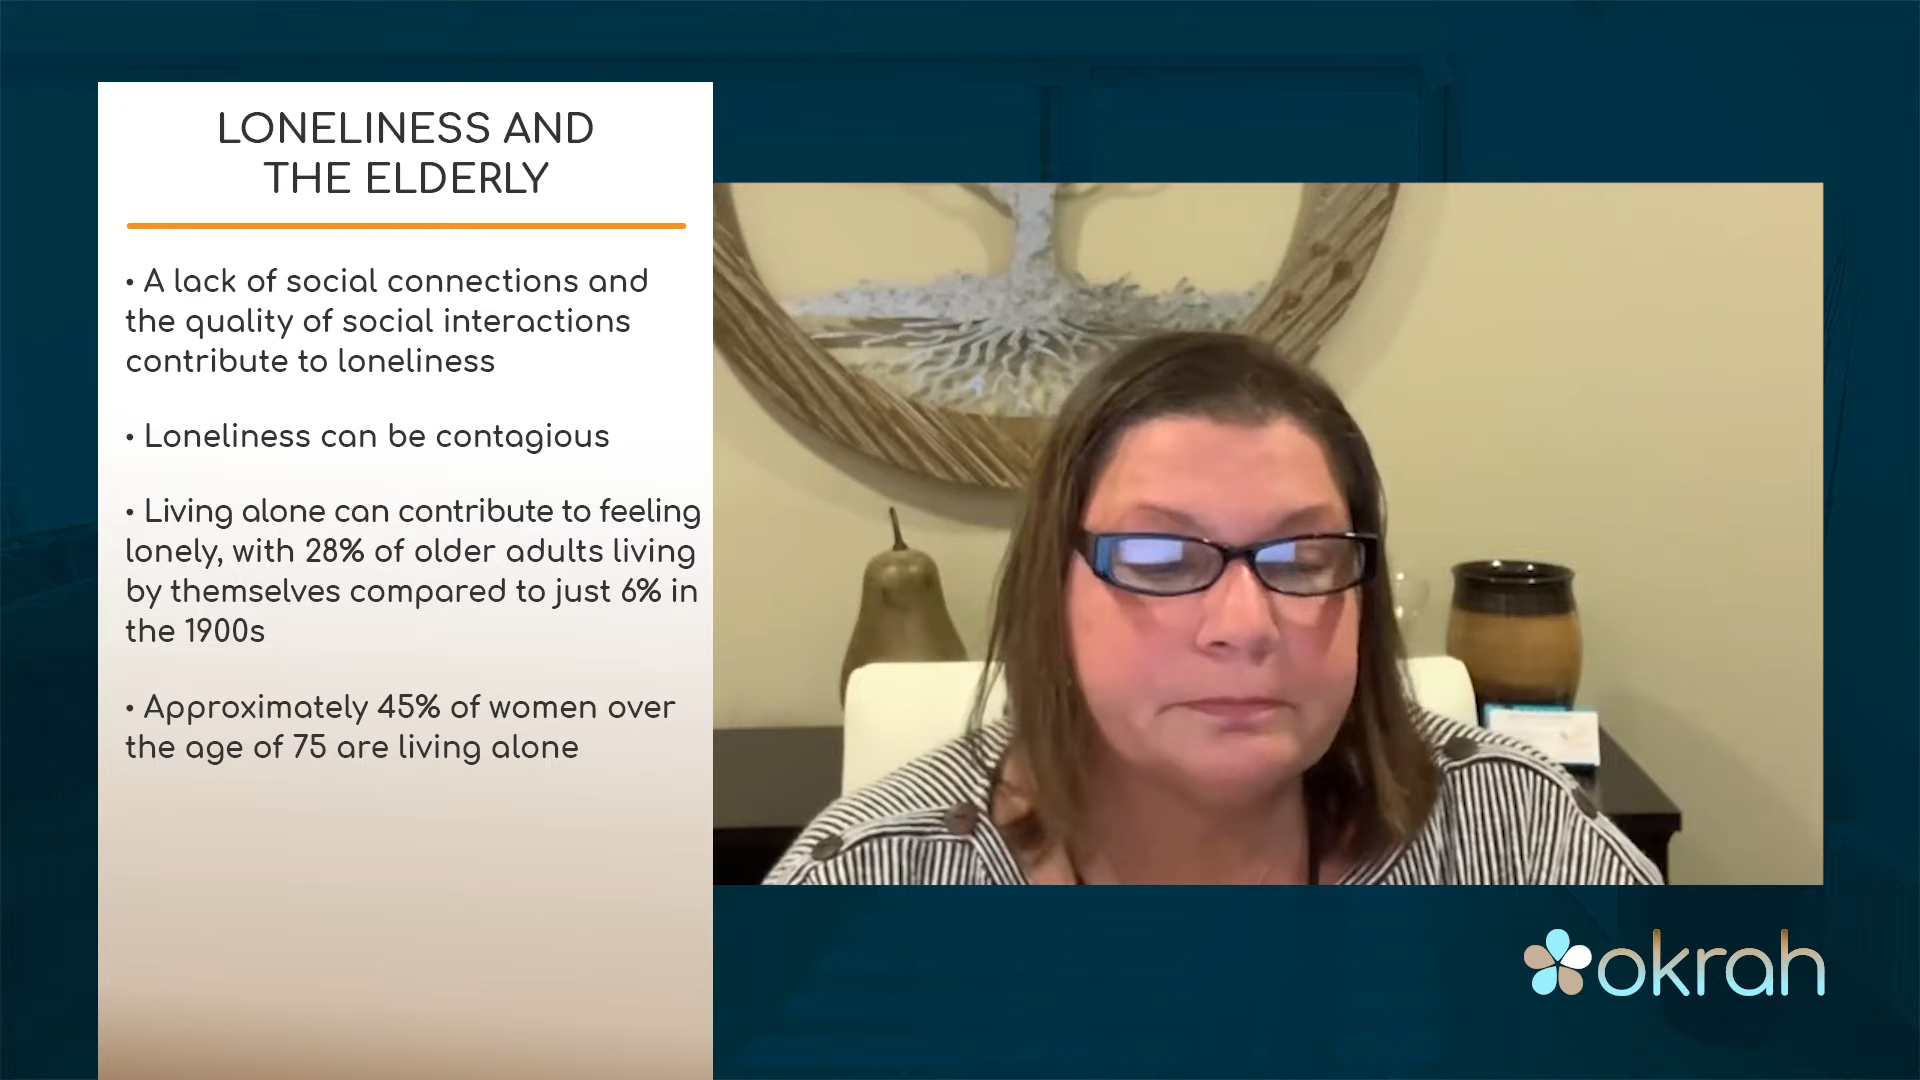 LONELINESS AND
THE ELDERLY
• A lack of social connections and
the quality of social interactions
contribute to loneliness
• Loneliness can be contagious
• Living alone can contribute to feeling
lonely, with 28% of older adults living
by themselves compared to just 6% in
the 1900s
• Approximately 45% of women over
the age of 75 are living alone
okrah